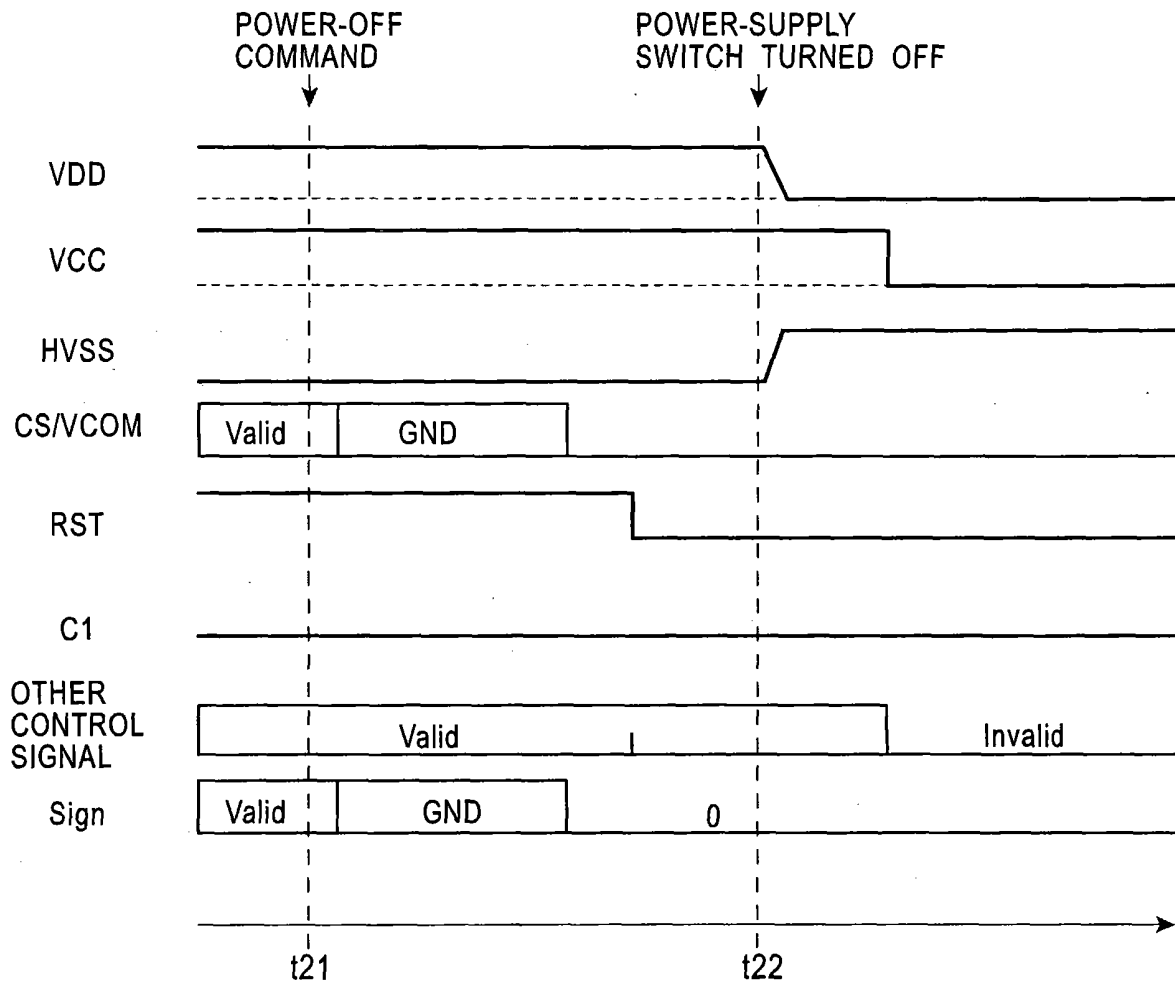 POWER-OFF
COMMAND
POWER-SUPPLY
SWITCH TURNED OFF
VDD
VCC
HVSS
CS/VCOM
Valid
GND
RST
C1
OTHER
CONTROL
SIGNAL
Valid
Invalid
Sign
Valid
GND
0
t21
t22